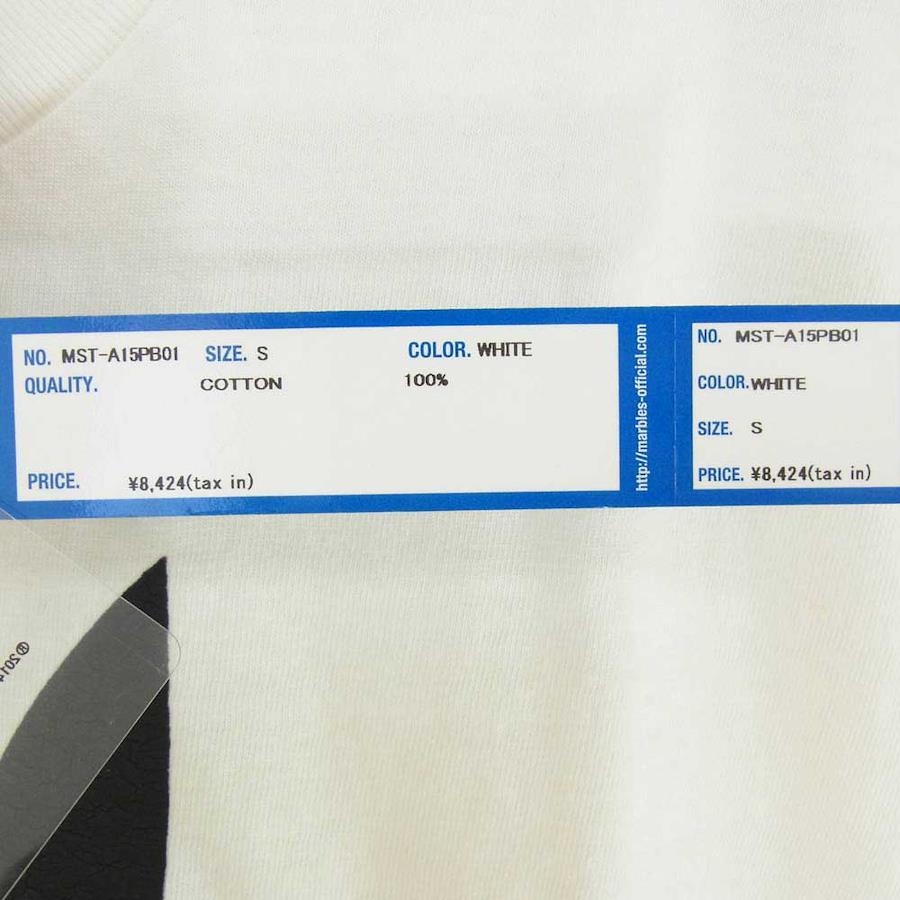 NO. MST-A15PB01 SIZE. S COLOR. WHITE
QUALITY. COTTON 100%
PRICE. ¥8,424(tax in)
http://marbles-official.com
NO. MST-A15PB01
COLOR. WHITE
SIZE. S
PRICE. ¥8,424(tax in)
®2014